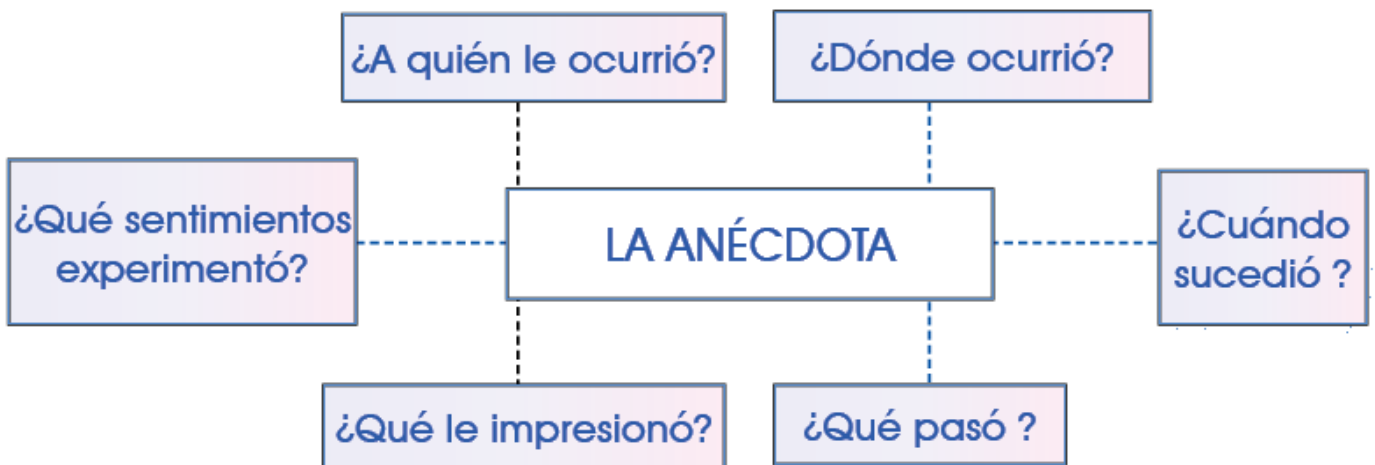 ¿A quién le ocurrió?
¿Dónde ocurrió?
¿Qué sentimientos
experimentó?
LA ANÉCDOTA
¿Cuándo
sucedió ?
¿Qué le impresionó?
¿Qué pasó ?